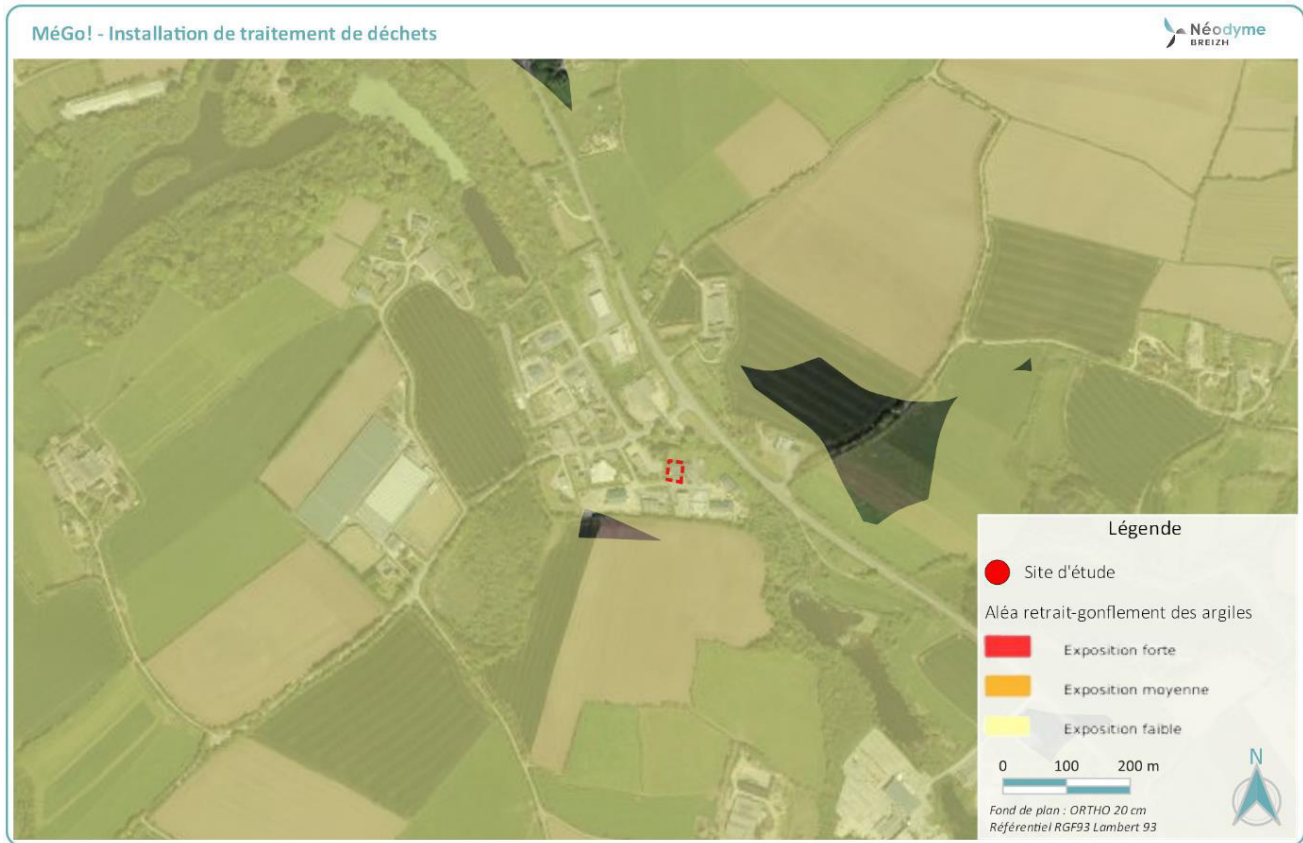 MéGo! - Installation de traitement de déchets
Néodyme
BREIZH
Légende
Site d'étude
Aléa retrait-gonflement des argiles
Exposition forte
Exposition moyenne
Exposition faible
0 100 200 m
N
Fond de plan : ORTHO 20 cm
Référentiel RGF93 Lambert 93